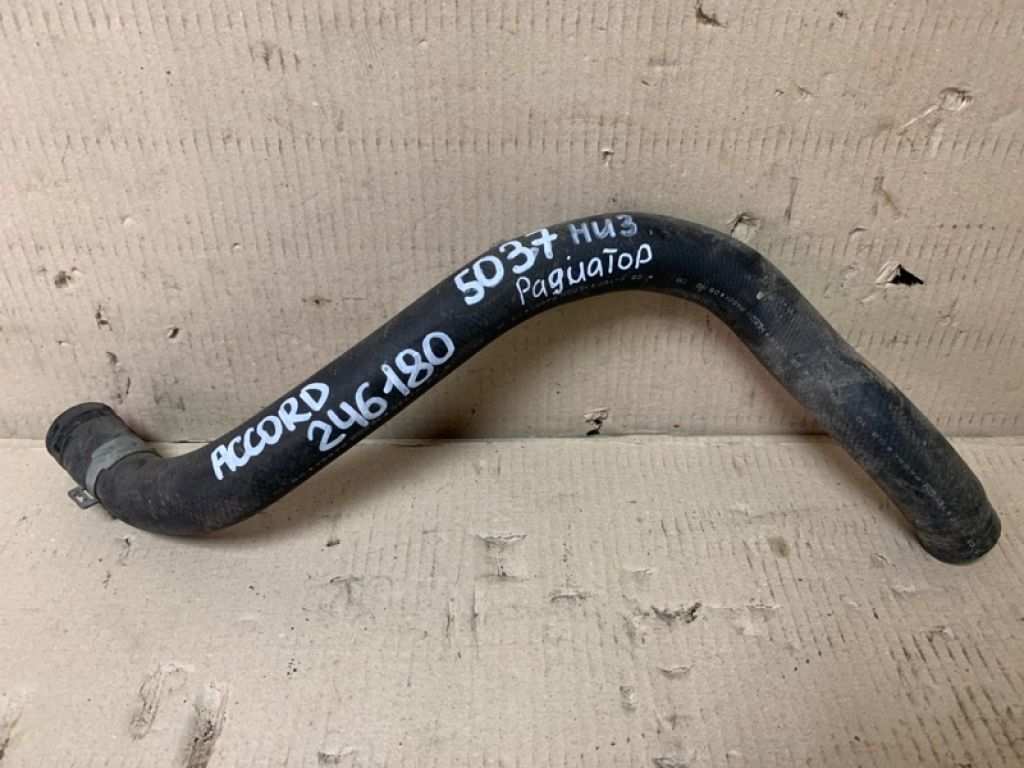 ACCORD
246180
5037 низ
Радиатор